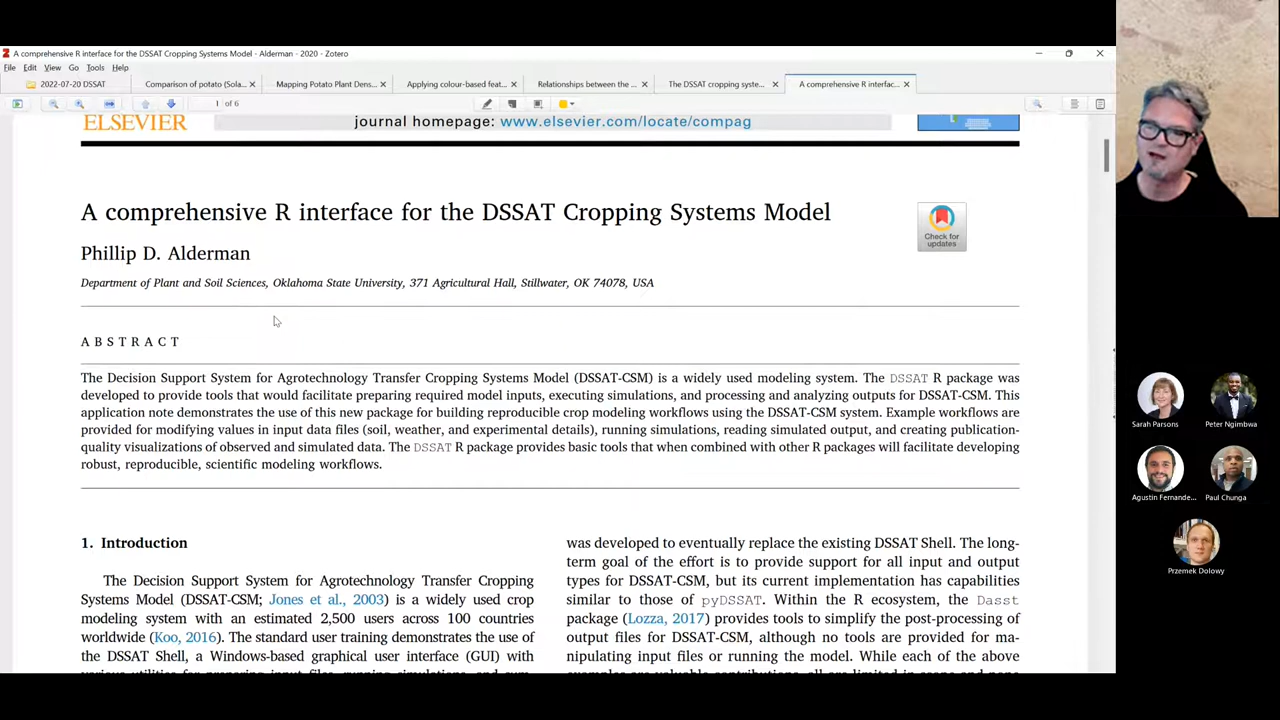 A comprehensive R interface for the DSSAT Cropping Systems Model - Alderman - 2020 - Zotero
File Edit View Go Tools Help
2022-07-20 DSSAT
Comparison of potato (Sola...
Mapping Potato Plant Dens...
Applying colour-based feat...
Relationships between the ...
The DSSAT cropping syste...
A comprehensive R interfac...
1 of 6
ELSEVIER
journal homepage: www.elsevier.com/locate/compag
A comprehensive R interface for the DSSAT Cropping Systems Model
Check for
updates
Phillip D. Alderman
Department of Plant and Soil Sciences, Oklahoma State University, 371 Agricultural Hall, Stillwater, OK 74078, USA
ABSTRACT
The Decision Support System for Agrotechnology Transfer Cropping Systems Model (DSSAT-CSM) is a widely used modeling system. The DSSAT R package was
developed to provide tools that would facilitate preparing required model inputs, executing simulations, and processing and analyzing outputs for DSSAT-CSM. This
application note demonstrates the use of this new package for building reproducible crop modeling workflows using the DSSAT-CSM system. Example workflows are
provided for modifying values in input data files (soil, weather, and experimental details), running simulations, reading simulated output, and creating publication-
quality visualizations of observed and simulated data. The DSSAT R package provides basic tools that when combined with other R packages will facilitate developing
robust, reproducible, scientific modeling workflows.
1. Introduction
The Decision Support System for Agrotechnology Transfer Cropping
Systems Model (DSSAT-CSM; Jones et al., 2003) is a widely used crop
modeling system with an estimated 2,500 users across 100 countries
worldwide (Koo, 2016). The standard user training demonstrates the use of
the DSSAT Shell, a Windows-based graphical user interface (GUI) with
was developed to eventually replace the existing DSSAT Shell. The long-
term goal of the effort is to provide support for all input and output
types for DSSAT-CSM, but its current implementation has capabilities
similar to those of pyDSSAT. Within the R ecosystem, the Dasst
package (Lozza, 2017) provides tools to simplify the post-processing of
output files for DSSAT-CSM, although no tools are provided for ma-
nipulating input files or running the model. While each of the above
Sarah Parsons
Peter Ngimbwa
Agustin Fernande...
Paul Chunga
Przemek Dolowy